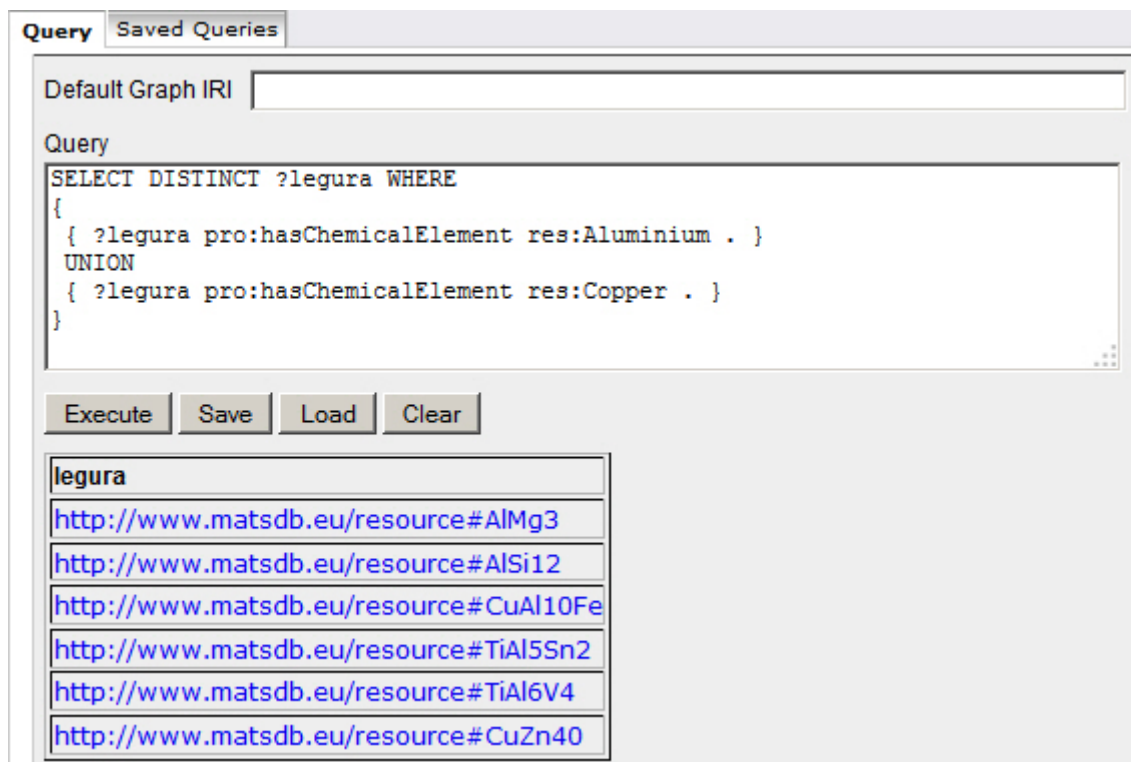 Query Saved Queries
Default Graph IRI
Query
SELECT DISTINCT ?legura WHERE
{
{ ?legura pro:hasChemicalElement res:Aluminium . }
UNION
{ ?legura pro:hasChemicalElement res:Copper . }
}
Execute Save Load Clear
legura
http://www.matsdb.eu/resource#AlMg3
http://www.matsdb.eu/resource#AlSi12
http://www.matsdb.eu/resource#CuAl10Fe
http://www.matsdb.eu/resource#TiAl5Sn2
http://www.matsdb.eu/resource#TiAl6V4
http://www.matsdb.eu/resource#CuZn40